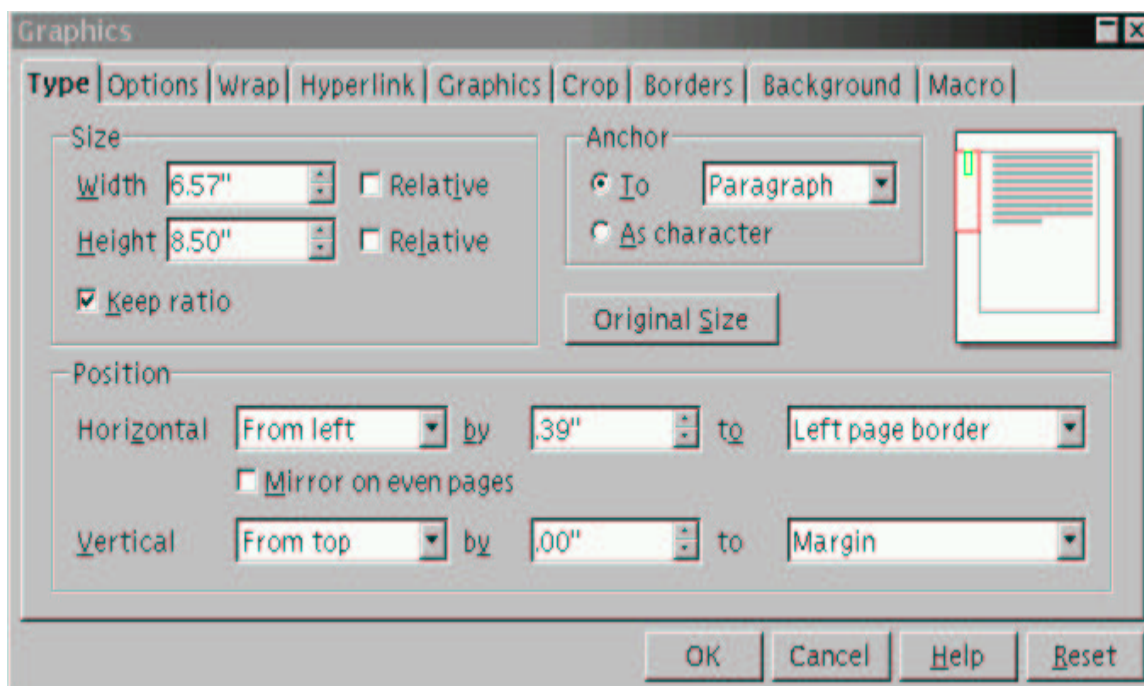 Graphics
Type Options Wrap Hyperlink Graphics Crop Borders Background Macro
Size
Width 6.57" Relative
Height 8.50" Relative
Keep ratio
Anchor
To Paragraph
As character
Original Size
Position
Horizontal From left by .39" to Left page border
Mirror on even pages
Vertical From top by .00" to Margin
OK Cancel Help Reset